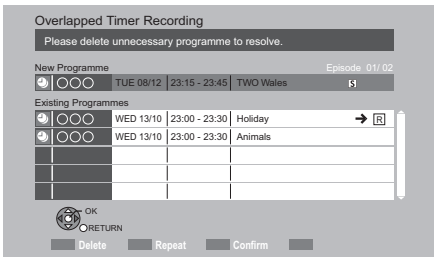 Overlapped Timer Recording
Please delete unnecessary programme to resolve.
New Programme Episode 01/ 02
TUE 08/12 23:15 - 23:45 TWO Wales S
Existing Programmes
WED 13/10 23:00 - 23:30 Holiday → R
WED 13/10 23:00 - 23:30 Animals
OK
RETURN
Delete Repeat Confirm